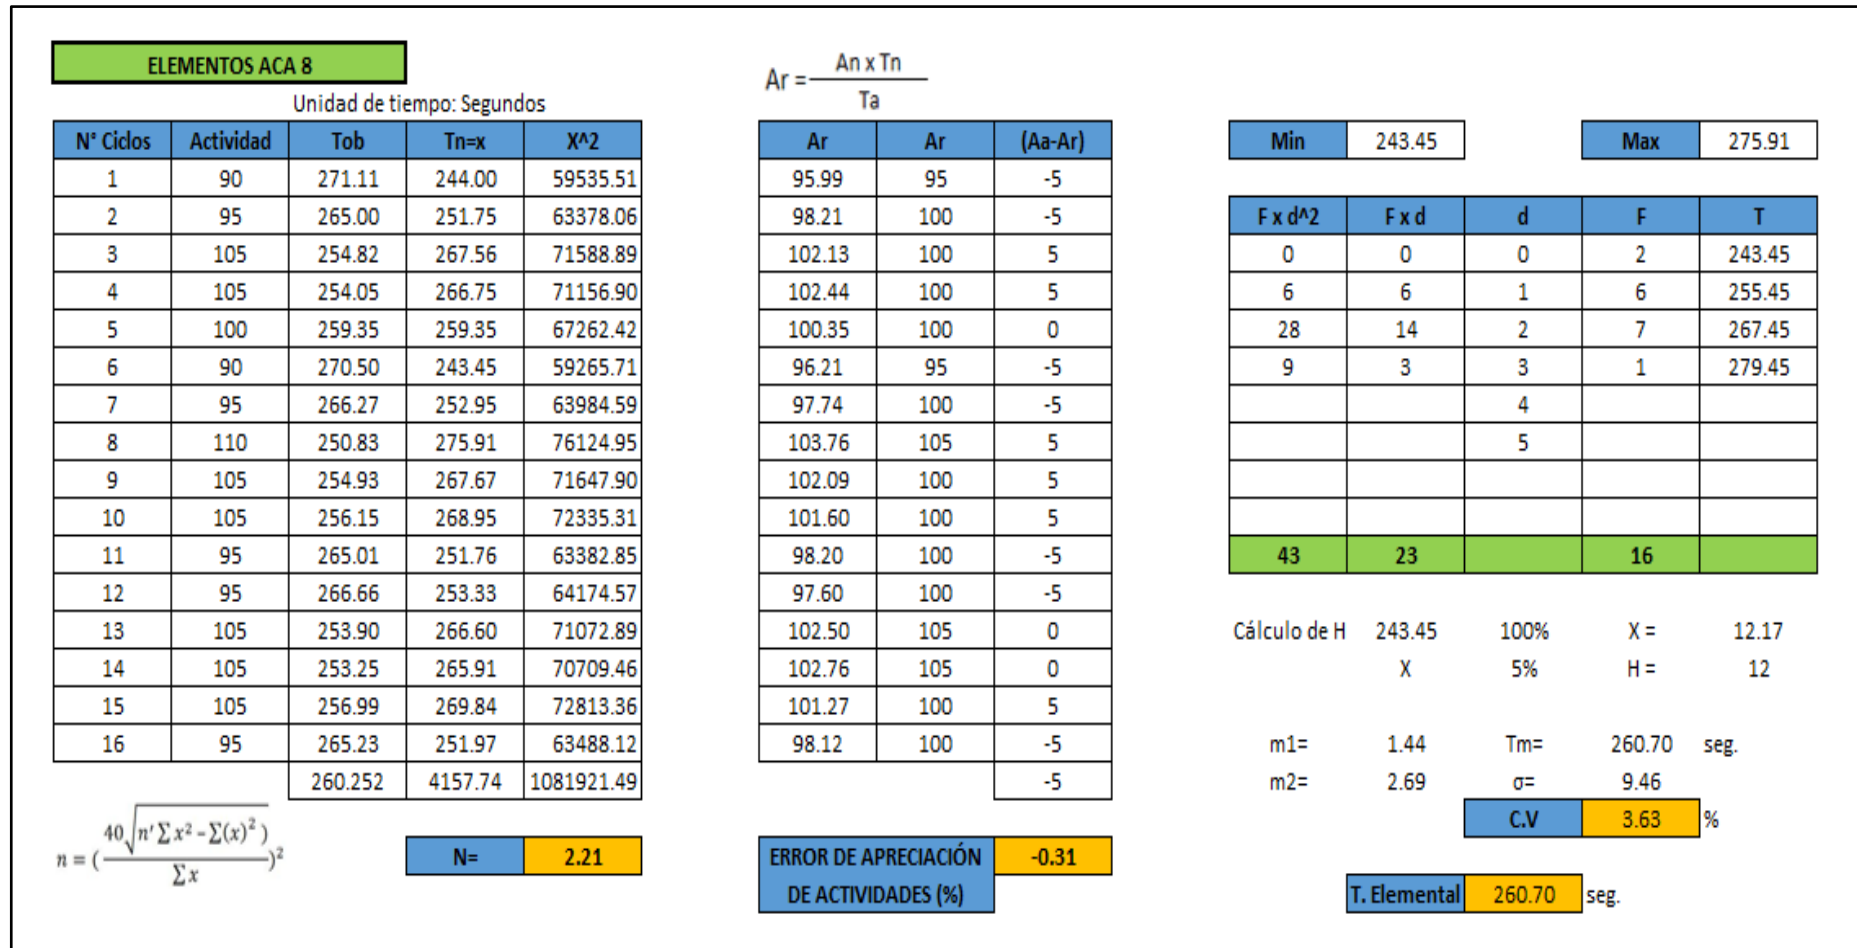 ELEMENTOS ACA 8
Unidad de tiempo: Segundos
N° Ciclos Actividad Tob Tn=x X^2
1 90 271.11 244.00 59535.51
2 95 265.00 251.75 63378.06
3 105 254.82 267.56 71588.89
4 105 254.05 266.75 71156.90
5 100 259.35 259.35 67262.42
6 90 270.50 243.45 59265.71
7 95 266.27 252.95 63984.59
8 110 250.83 275.91 76124.95
9 105 254.93 267.67 71647.90
10 105 256.15 268.95 72335.31
11 95 265.01 251.76 63382.85
12 95 266.66 253.33 64174.57
13 105 253.90 266.60 71072.89
14 105 253.25 265.91 70709.46
15 105 256.99 269.84 72813.36
16 95 265.23 251.97 63488.12
260.252 4157.74 1081921.49
n = (40√n′ ∑ x² − ∑(x)² ) / ∑ x)²
N= 2.21
Ar = An x Tn / Ta
Ar Ar (Aa-Ar)
95.99 95 -5
98.21 100 -5
102.13 100 5
102.44 100 5
100.35 100 0
96.21 95 -5
97.74 100 -5
103.76 105 5
102.09 100 5
101.60 100 5
98.20 100 -5
97.60 100 -5
102.50 105 0
102.76 105 0
101.27 100 5
98.12 100 -5
-5
ERROR DE APRECIACIÓN -0.31
DE ACTIVIDADES (%)
Min 243.45 Max 275.91
F x d^2 F x d d F T
0 0 0 2 243.45
6 6 1 6 255.45
28 14 2 7 267.45
9 3 3 1 279.45
4
5
43 23 16
Cálculo de H 243.45 100% X = 12.17
X 5% H = 12
m1= 1.44 Tm= 260.70 seg.
m2= 2.69 σ= 9.46
C.V 3.63 %
T. Elemental 260.70 seg.